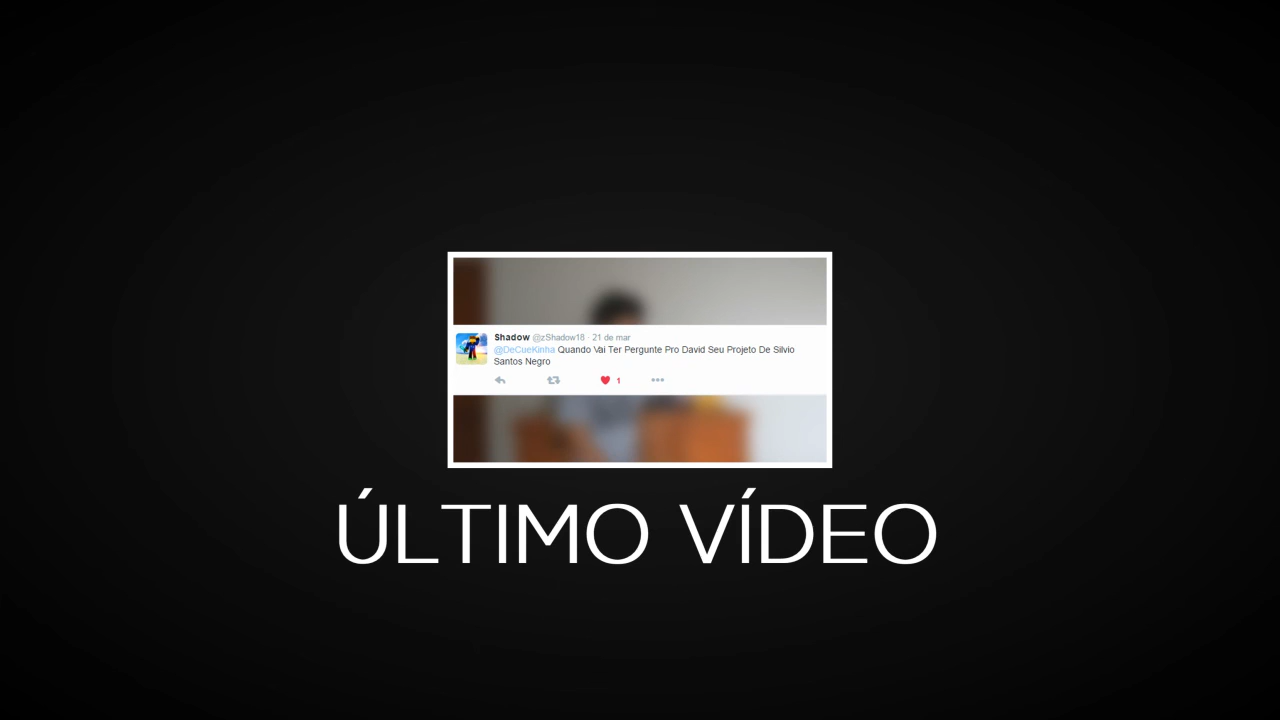 Shadow @zShadow18 · 21 de mar
@DeCueKinha Quando Vai Ter Pergunte Pro David Seu Projeto De Silvio
Santos Negro
1
ÚLTIMO VÍDEO